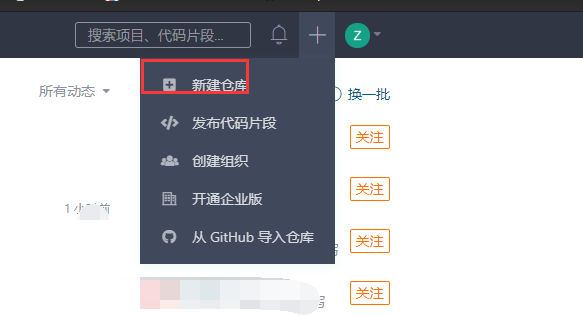 搜索项目、代码片段...
Z
所有动态
新建仓库
换一批
发布代码片段
关注
创建组织
关注
开通企业版
1 小时前
从 GitHub 导入仓库
关注
关注